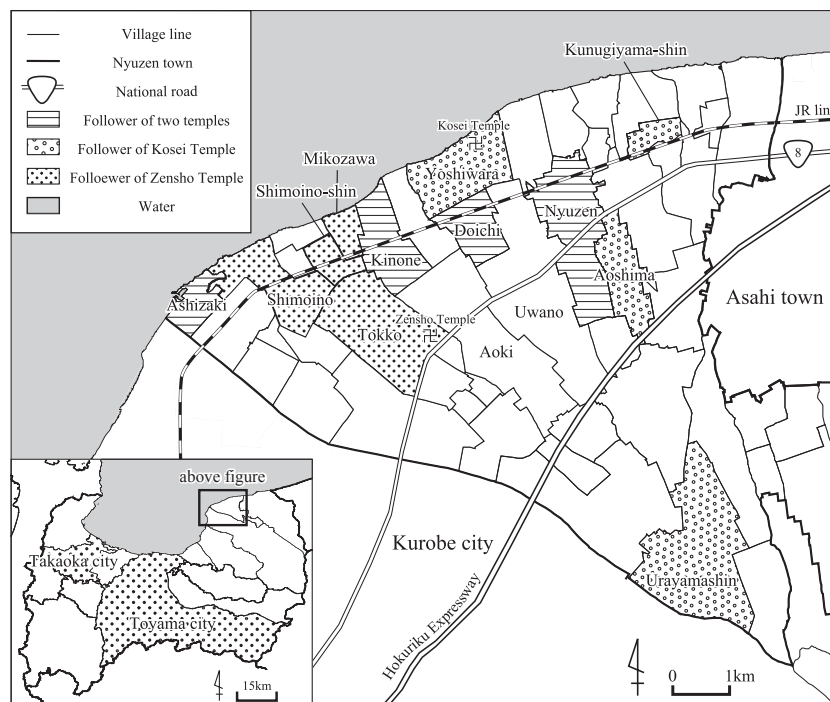 Village line
Nyuzen town
National road
Follower of two temples
Follower of Kosei Temple
Folloewer of Zensho Temple
Water
Kunugiyama-shin
JR lin
8
Kosei Temple
Mikozawa
Yoshiwara
Shimoino-shin
Nyuzen
Doichi
Kinone
Aoshima
Ashizaki
Shimoino
Asahi town
Uwano
Zensho Temple
Tokko
Aoki
above figure
Kurobe city
Takaoka city
Urayamashin
Toyama city
Hokuriku Expressway
15km
0 1km